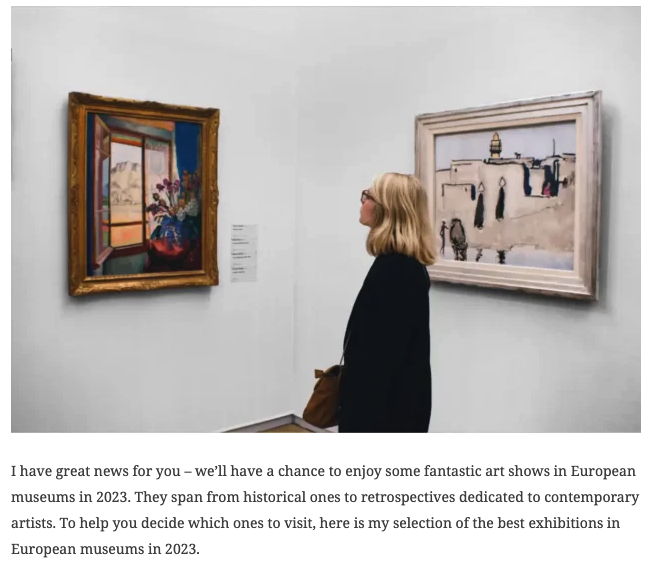 I have great news for you – we’ll have a chance to enjoy some fantastic art shows in European
museums in 2023. They span from historical ones to retrospectives dedicated to contemporary
artists. To help you decide which ones to visit, here is my selection of the best exhibitions in
European museums in 2023.